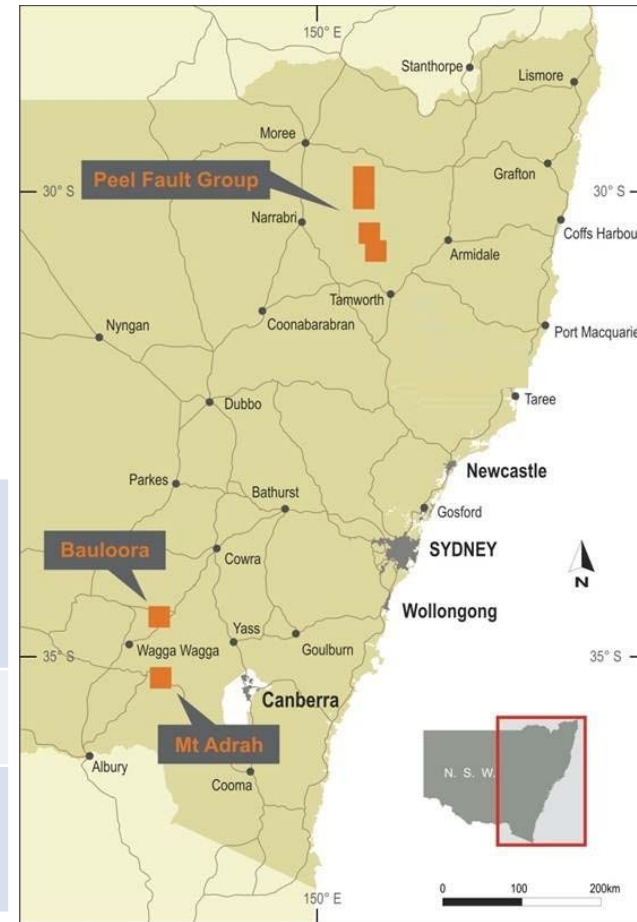 150° E
Stanthorpe
Lismore
Moree
Peel Fault Group
Grafton
30° S
30° S
Narrabri
Coffs Harbour
Armidale
Tamworth
Coonabarabran
Nyngan
Port Macquarie
Taree
Dubbo
Newcastle
Parkes
Bathurst
Gosford
Bauloora
SYDNEY
Cowra
N
Wollongong
Yass
Wagga Wagga
Goulburn
35° S
35° S
Canberra
Mt Adrah
Albury
Cooma
N. S. W.
150° E
0 100 200km